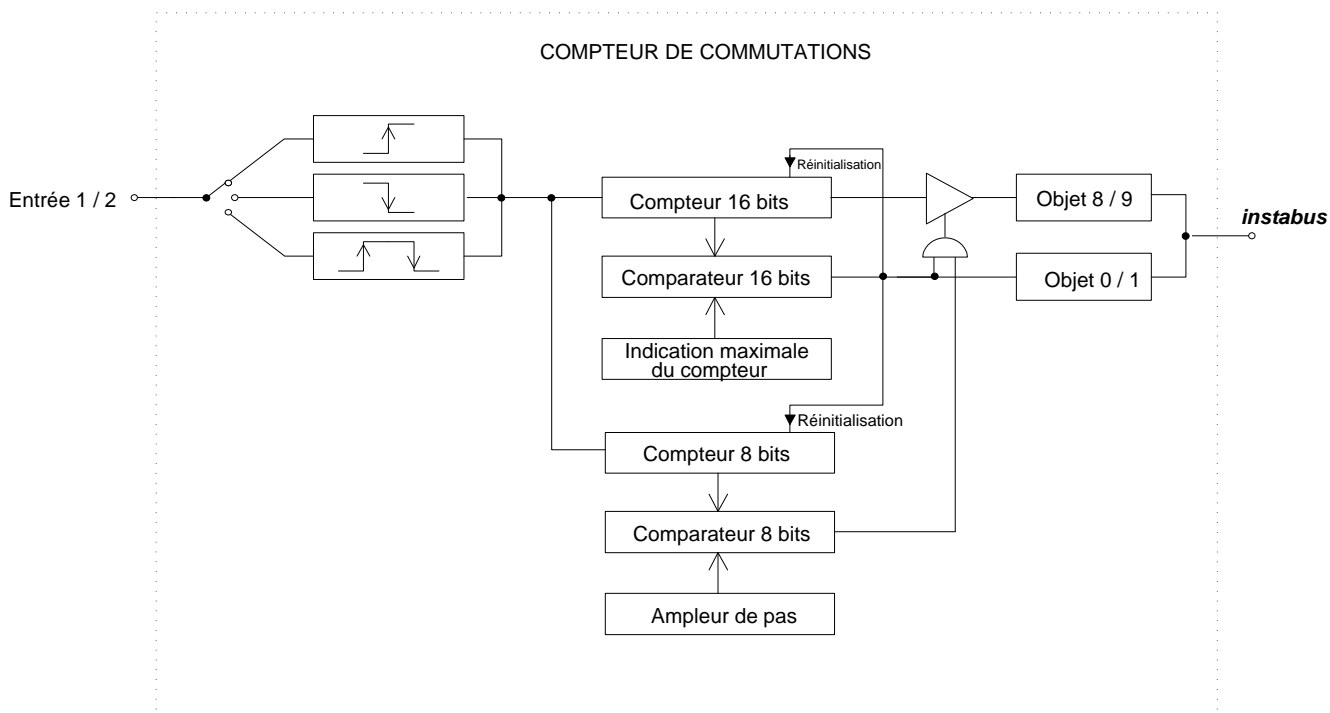 COMPTEUR DE COMMUTATIONS
Réinitialisation
Entrée 1 / 2
Compteur 16 bits
Objet 8 / 9
instabus
Comparateur 16 bits
Objet 0 / 1
Indication maximale
du compteur
Réinitialisation
Compteur 8 bits
Comparateur 8 bits
Ampleur de pas